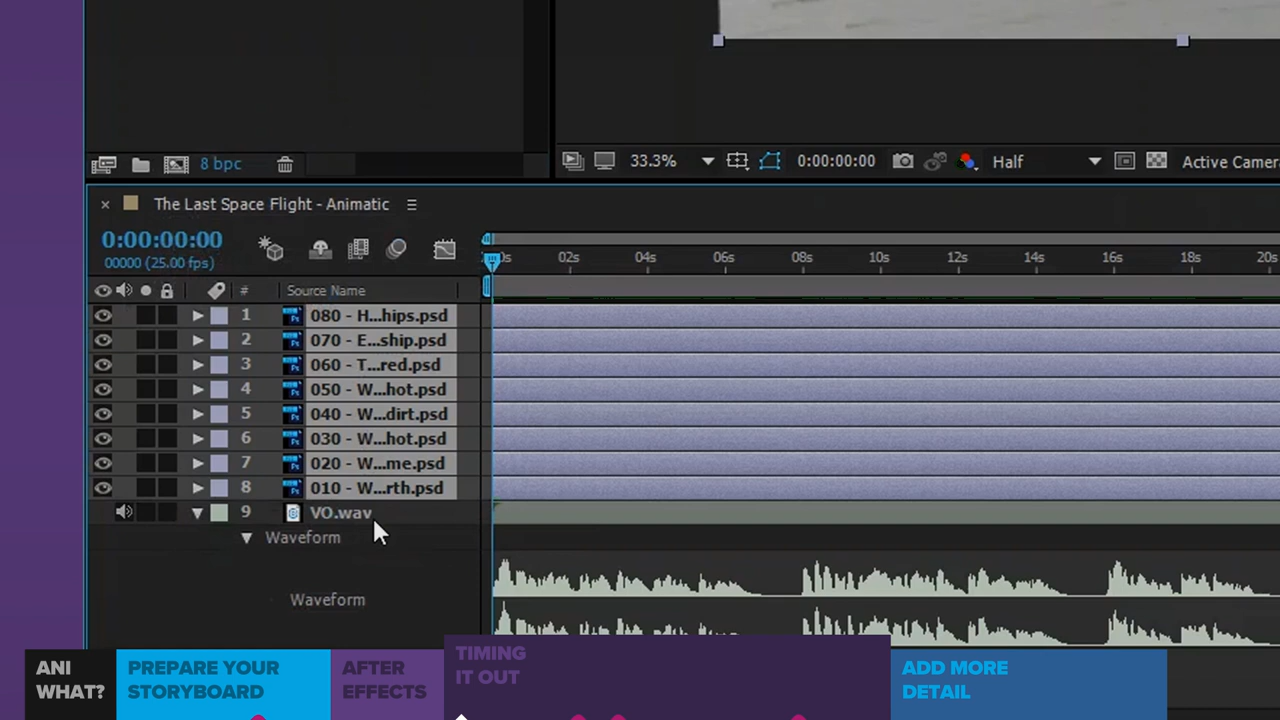 8 bpc
33.3%
0:00:00:00
Half
Active Camera
The Last Space Flight - Animatic
0:00:00:00
00000 (25.00 fps)
02s 04s 06s 08s 10s 12s 14s 16s 18s 20s
# Source Name
1 080 - H...hips.psd
2 070 - E...ship.psd
3 060 - T...red.psd
4 050 - W...hot.psd
5 040 - W...dirt.psd
6 030 - W...hot.psd
7 020 - W...me.psd
8 010 - W...rth.psd
9 VO.wav
Waveform
Waveform
ANI
WHAT?
PREPARE YOUR
STORYBOARD
AFTER
EFFECTS
TIMING
IT OUT
ADD MORE
DETAIL